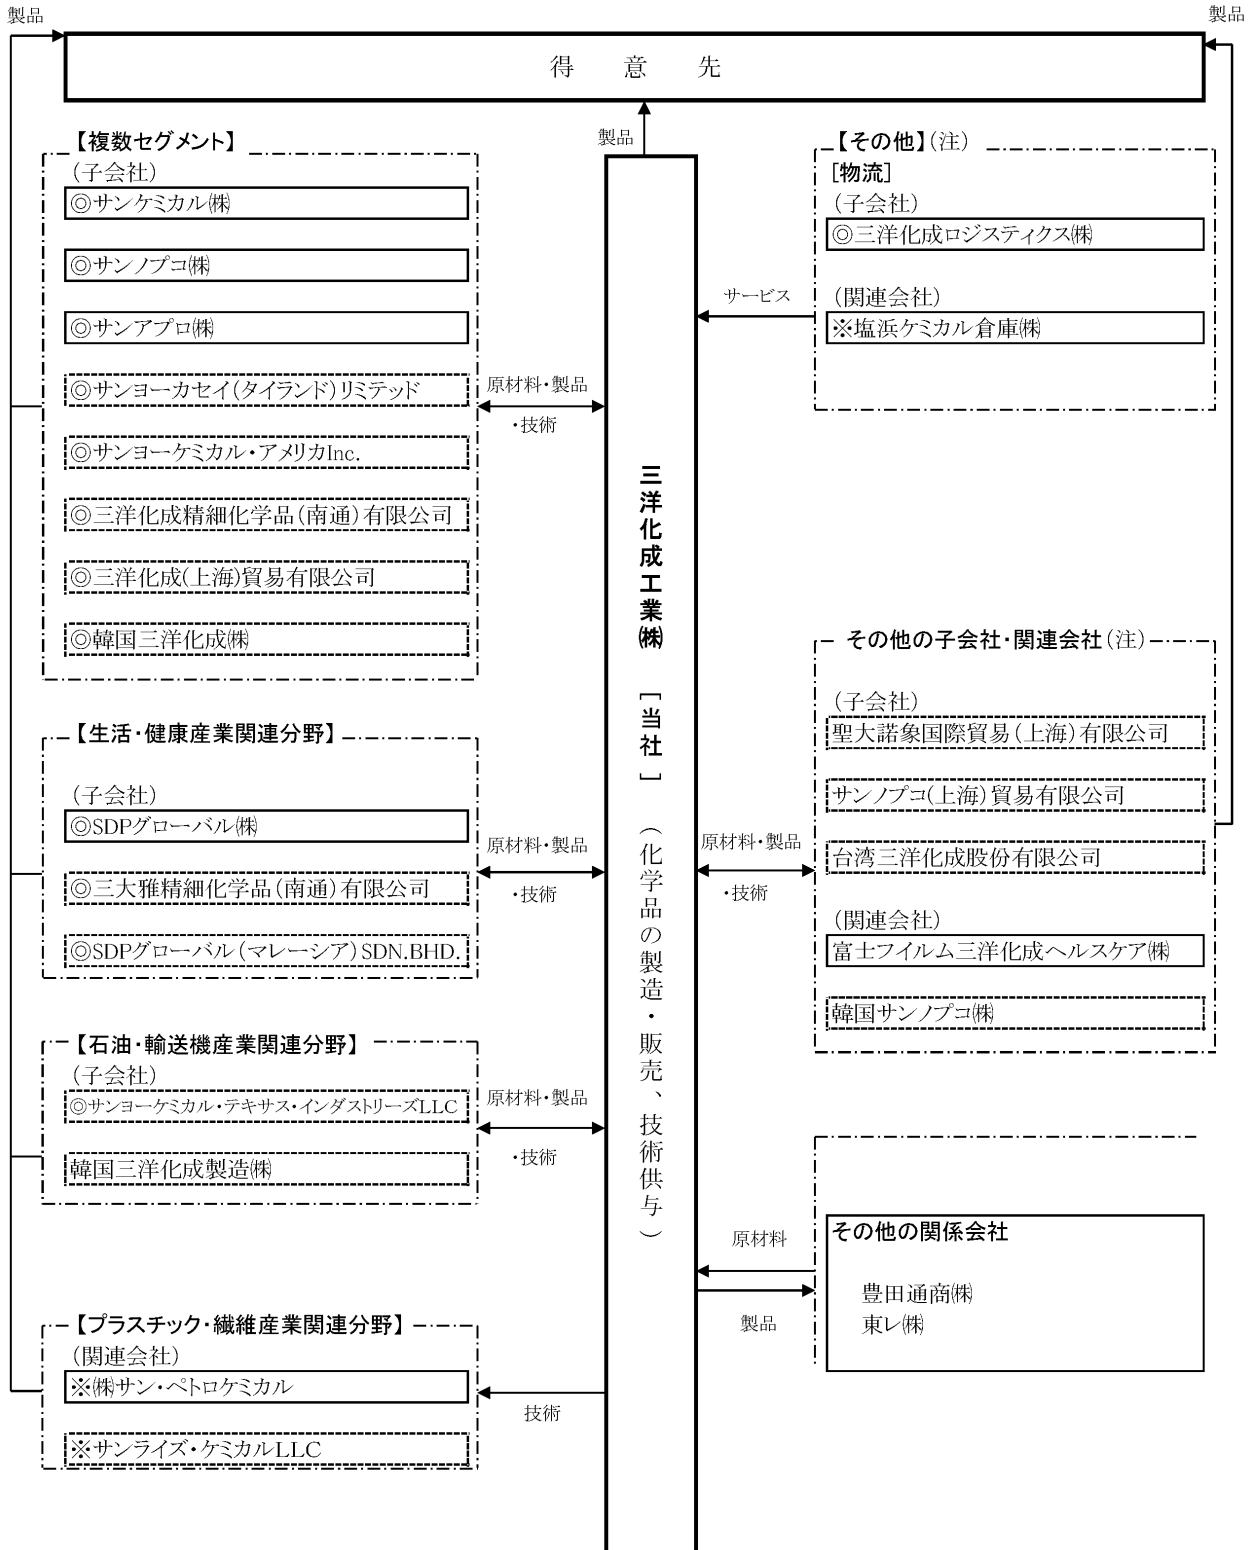 製品
製品
得意先
製品
【複数セグメント】
(子会社)
◎サンケミカル㈱
◎サンノプコ㈱
◎サンアプロ㈱
◎サンヨーカセイ(タイランド)リミテッド
◎サンヨーケミカル・アメリカInc.
◎三洋化成精細化学品(南通)有限公司
◎三洋化成(上海)貿易有限公司
◎韓国三洋化成㈱
原材料・製品
・技術
【生活・健康産業関連分野】
(子会社)
◎SDPグローバル㈱
◎三大雅精細化学品(南通)有限公司
◎SDPグローバル(マレーシア)SDN.BHD.
原材料・製品
・技術
【石油・輸送機産業関連分野】
(子会社)
◎サンヨーケミカル・テキサス・インダストリーズLLC
韓国三洋化成製造㈱
原材料・製品
・技術
【プラスチック・繊維産業関連分野】
(関連会社)
※㈱サン・ペトロケミカル
※サンライズ・ケミカルLLC
技術
三洋化成工業㈱ [当社] (化学品の製造・販売、技術供与)
【その他】(注)
[物流]
(子会社)
◎三洋化成ロジスティクス㈱
(関連会社)
※塩浜ケミカル倉庫㈱
サービス
その他の子会社・関連会社(注)
(子会社)
聖大諾象国際貿易(上海)有限公司
サンノプコ(上海)貿易有限公司
台湾三洋化成股份有限公司
(関連会社)
富士フイルム三洋化成ヘルスケア㈱
韓国サンノプコ㈱
原材料・製品
・技術
その他の関係会社
豊田通商㈱
東レ㈱
原材料
製品